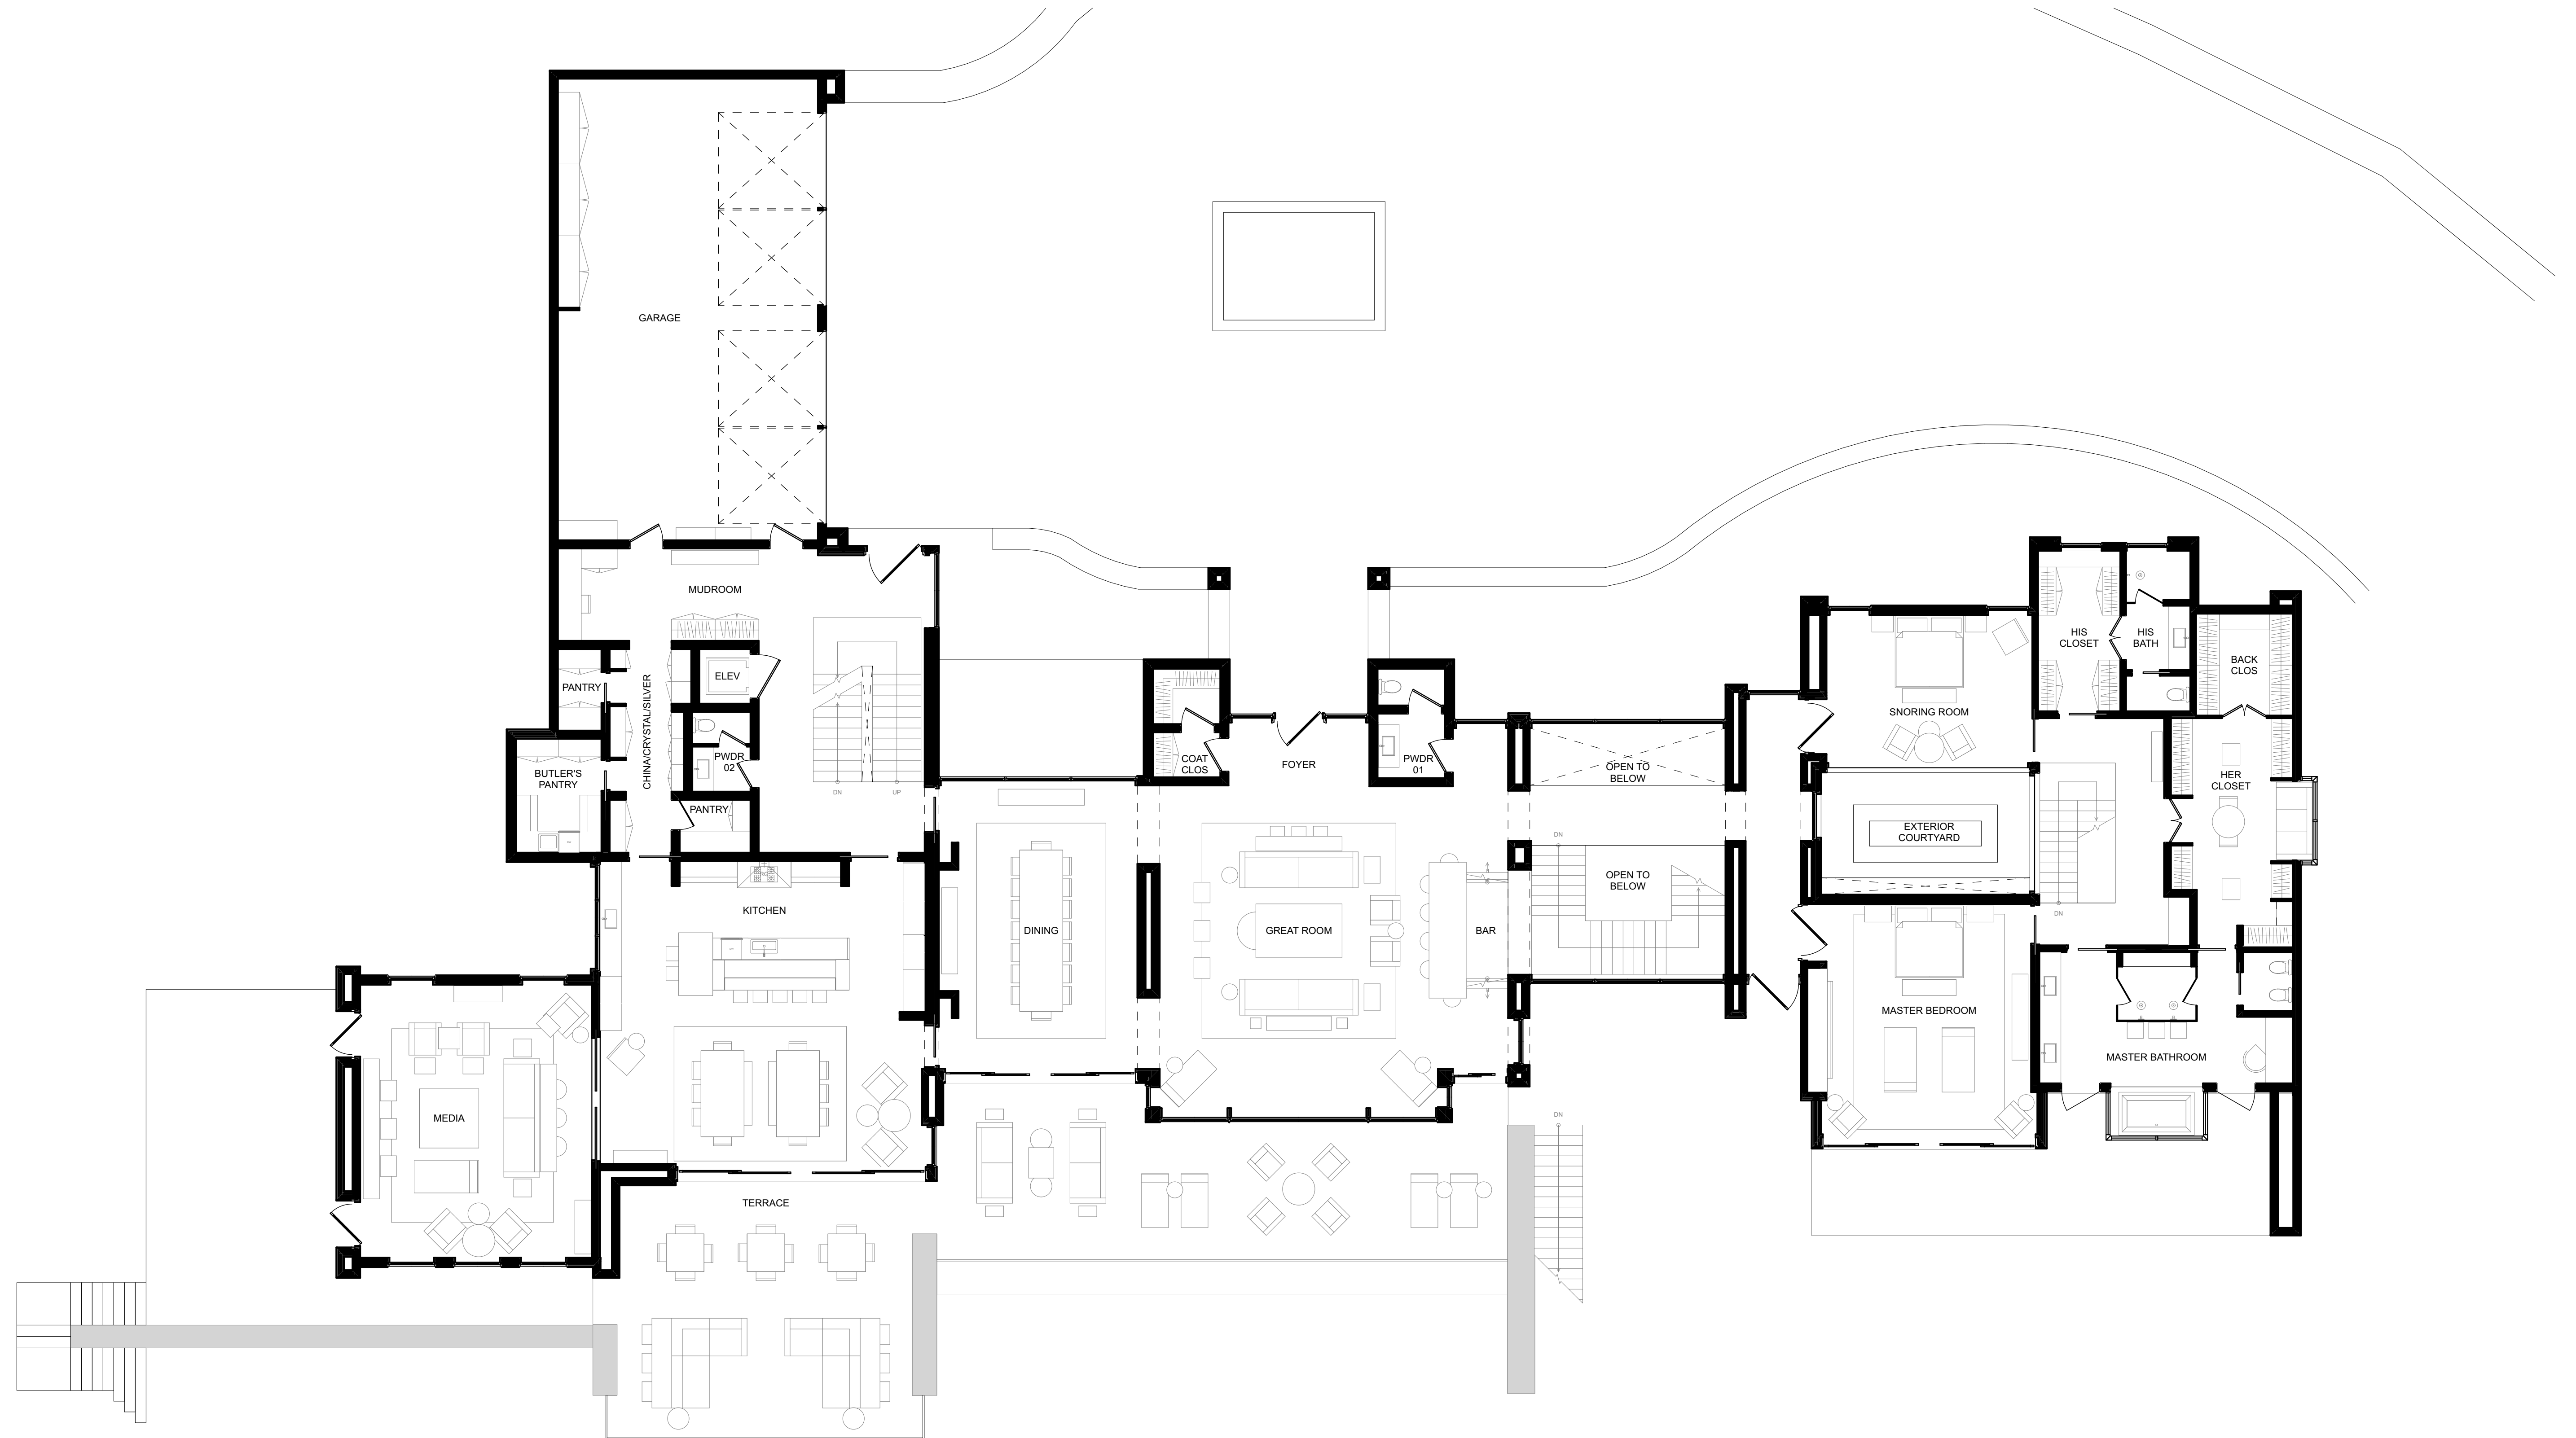 GARAGE
MUDROOM
HIS
CLOSET
HIS
BATH
BACK
CLOS
ELEV
PANTRY
CHINA/CRYSTAL/SILVER
SNORING ROOM
PWDR
02
COAT
CLOS
FOYER
PWDR
01
OPEN TO
BELOW
BUTLER'S
PANTRY
HER
CLOSET
DN
UP
PANTRY
EXTERIOR
COURTYARD
DN
OPEN TO
BELOW
KITCHEN
DINING
GREAT ROOM
BAR
DN
MASTER BEDROOM
MASTER BATHROOM
MEDIA
DN
TERRACE